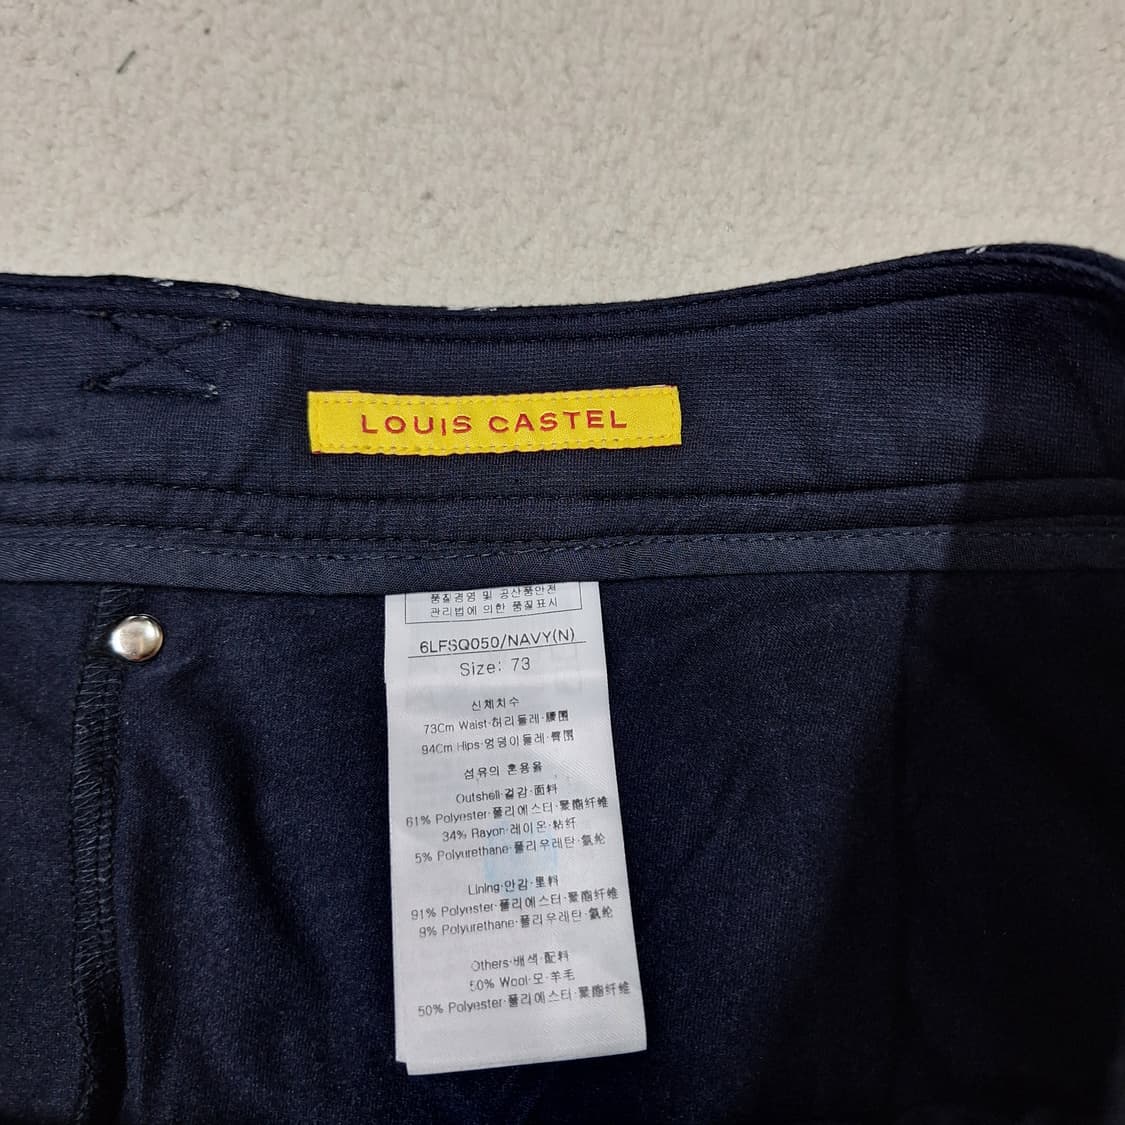 LOUIS CASTEL
품질경영 및 공산품안전
관리법에 의한 품질표시
6LFSQ050/NAVY(N)
Size: 73
신체치수
73Cm Waist·허리둘레·腰围
94Cm Hips·엉덩이둘레·臀围
섬유의 혼용율
Outshell·겉감·面料
61% Polyester·폴리에스터·聚酯纤维
34% Rayon·레이온·粘纤
5% Polyurethane·폴리우레탄·氨纶
Lining·안감·里料
91% Polyester·폴리에스터·聚酯纤维
9% Polyurethane·폴리우레탄·氨纶
Others·배색·配料
50% Wool·모·羊毛
50% Polyester·폴리에스터·聚酯纤维